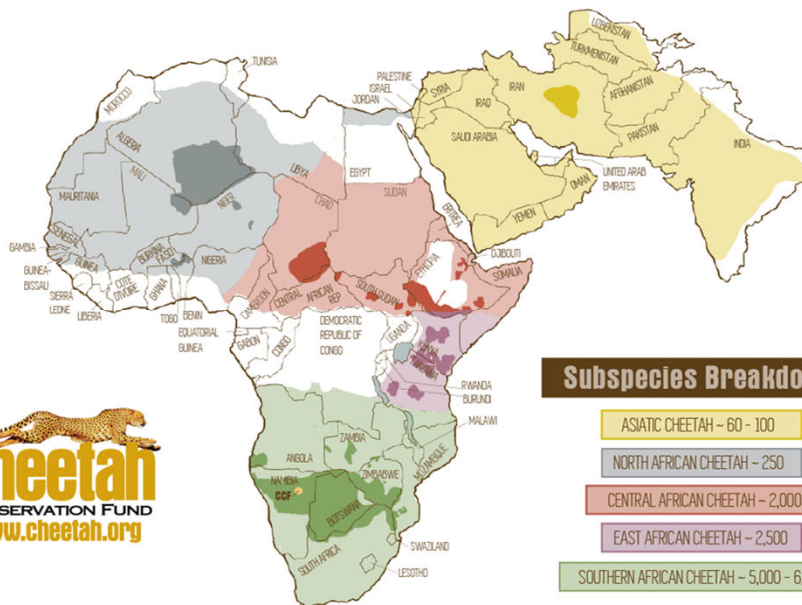 UZBEKISTAN
TURKMENISTAN
TUNISIA
PALESTINE
ISRAEL
JORDAN
SYRIA
IRAQ
IRAN
AFGHANISTAN
PAKISTAN
INDIA
MOROCCO
ALGERIA
LIBYA
EGYPT
SAUDI ARABIA
UNITED ARAB
EMIRATES
OMAN
YEMEN
MAURITANIA
MALI
NIGER
CHAD
SUDAN
ERITREA
DJIBOUTI
ETHIOPIA
SOMALIA
SENEGAL
GAMBIA
GUINEA-
BISSAU
GUINEA
SIERRA
LEONE
LIBERIA
COTE
D'IVOIRE
BURKINA
FASO
GHANA
TOGO
BENIN
NIGERIA
CAMEROON
CENTRAL AFRICAN
REP
SOUTH SUDAN
EQUATORIAL
GUINEA
GABON
CONGO
DEMOCRATIC
REPUBLIC OF
CONGO
UGANDA
KENYA
TANZANIA
RWANDA
BURUNDI
MALAWI
ANGOLA
ZAMBIA
MOZAMBIQUE
ZIMBABWE
NAMIBIA
CCF
BOTSWANA
SOUTH AFRICA
SWAZILAND
LESOTHO
Subspecies Breakdo
ASIATIC CHEETAH ~ 60 - 100
NORTH AFRICAN CHEETAH ~ 250
CENTRAL AFRICAN CHEETAH ~ 2,000
EAST AFRICAN CHEETAH ~ 2,500
SOUTHERN AFRICAN CHEETAH ~ 5,000 - 6
heetah
SERVATION FUND
w.cheetah.org